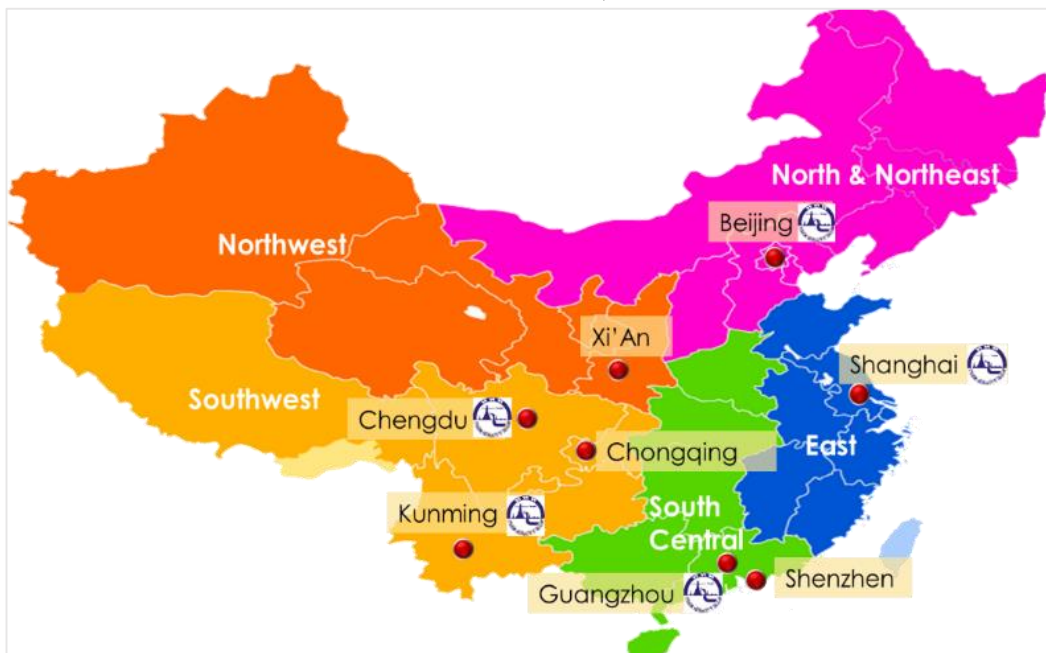 North & Northeast
Beijing
Northwest
Xi'An
Shanghai
Southwest
Chengdu
East
Chongqing
Kunming
South
Central
Shenzhen
Guangzhou